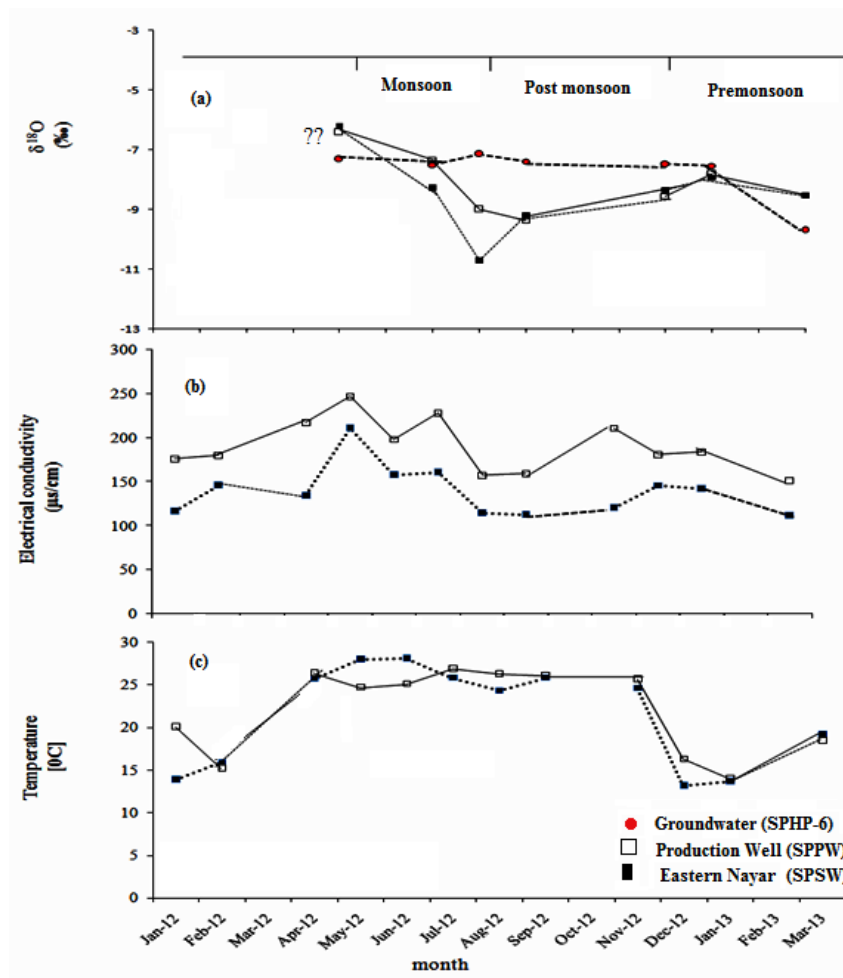 -3
-5
-7
-9
-11
-13
δ¹⁸O
(‰)
(a)
Monsoon
Post monsoon
Premonsoon
??
300
250
200
150
100
50
0
Electrical conductivity
(µs/cm)
(b)
30
25
20
15
10
5
0
Temperature
[0C]
(c)
Groundwater (SPHP-6)
Production Well (SPPW)
Eastern Nayar (SPSW)
Jan-12
Feb-12
Mar-12
Apr-12
May-12
Jun-12
Jul-12
Aug-12
Sep-12
Oct-12
Nov-12
Dec-12
Jan-13
Feb-13
Mar-13
month